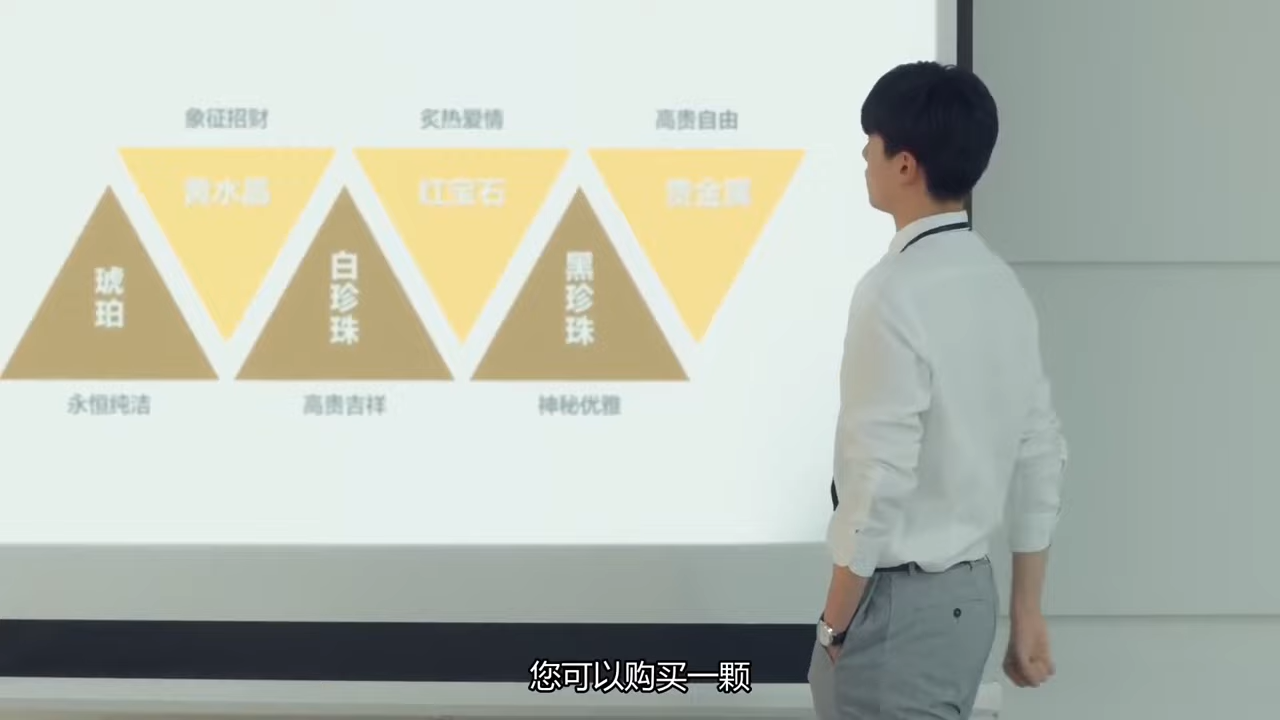 象征招财
炙热爱情
高贵自由
黄水晶
红宝石
贵金属
琥珀
白珍珠
黑珍珠
永恒纯洁
高贵吉祥
神秘优雅
您可以购买一颗